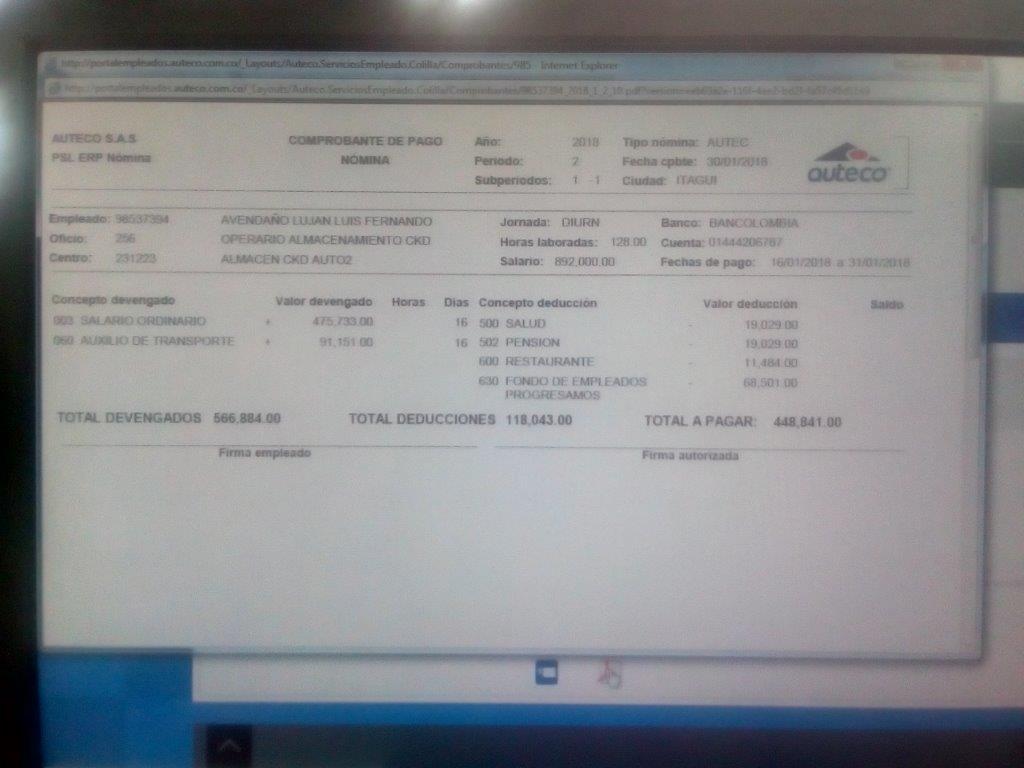 http://portalempleados.auteco.com.co/_Layouts/Auteco.ServiciosEmpleado.Colilla/Comprobantes/985 - Internet Explorer
http://portalempleados.auteco.com.co/_Layouts/Auteco.ServiciosEmpleado.Colilla/Comprobantes/98537394_2018_1_2_10.pdf
AUTECO S.A.S COMPROBANTE DE PAGO Año: 2018 Tipo nómina: AUTEC
PSL ERP Nómina NÓMINA Periodo: 2 Fecha cpbte: 30/01/2018 auteco
Subperiodos: 1 -1 Ciudad: ITAGUI
Empleado: 98537394 AVENDAÑO LUJAN LUIS FERNANDO Jornada: DIURN Banco: BANCOLOMBIA
Oficio: 256 OPERARIO ALMACENAMIENTO CKD Horas laboradas: 128.00 Cuenta: 01444206767
Centro: 231223 ALMACEN CKD AUTO2 Salario: 892,000.00 Fechas de pago: 16/01/2018 a 31/01/2018
Concepto devengado Valor devengado Horas Dias Concepto deducción Valor deducción Saldo
003 SALARIO ORDINARIO + 475,733.00 16 500 SALUD - 19,029.00
060 AUXILIO DE TRANSPORTE + 91,151.00 16 502 PENSION - 19,029.00
600 RESTAURANTE - 11,484.00
630 FONDO DE EMPLEADOS - 68,501.00
PROGRESAMOS
TOTAL DEVENGADOS 566,884.00 TOTAL DEDUCCIONES 118,043.00 TOTAL A PAGAR: 448,841.00
Firma empleado Firma autorizada